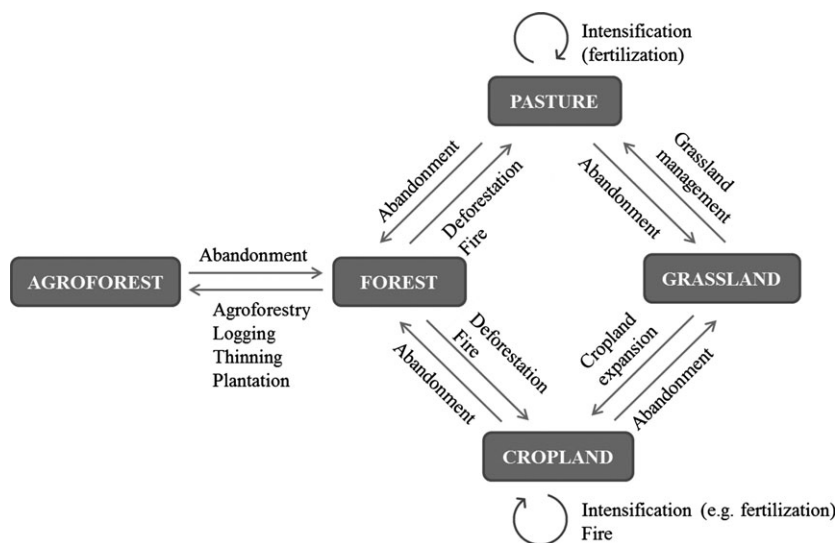 Intensification
(fertilization)
PASTURE
Abandonment
Deforestation
Fire
Abandonment
Grassland
management
AGROFOREST
Abandonment
Agroforestry
Logging
Thinning
Plantation
FOREST
GRASSLAND
Abandonment
Fire
Deforestation
Cropland
expansion
Abandonment
CROPLAND
Intensification (e.g. fertilization)
Fire